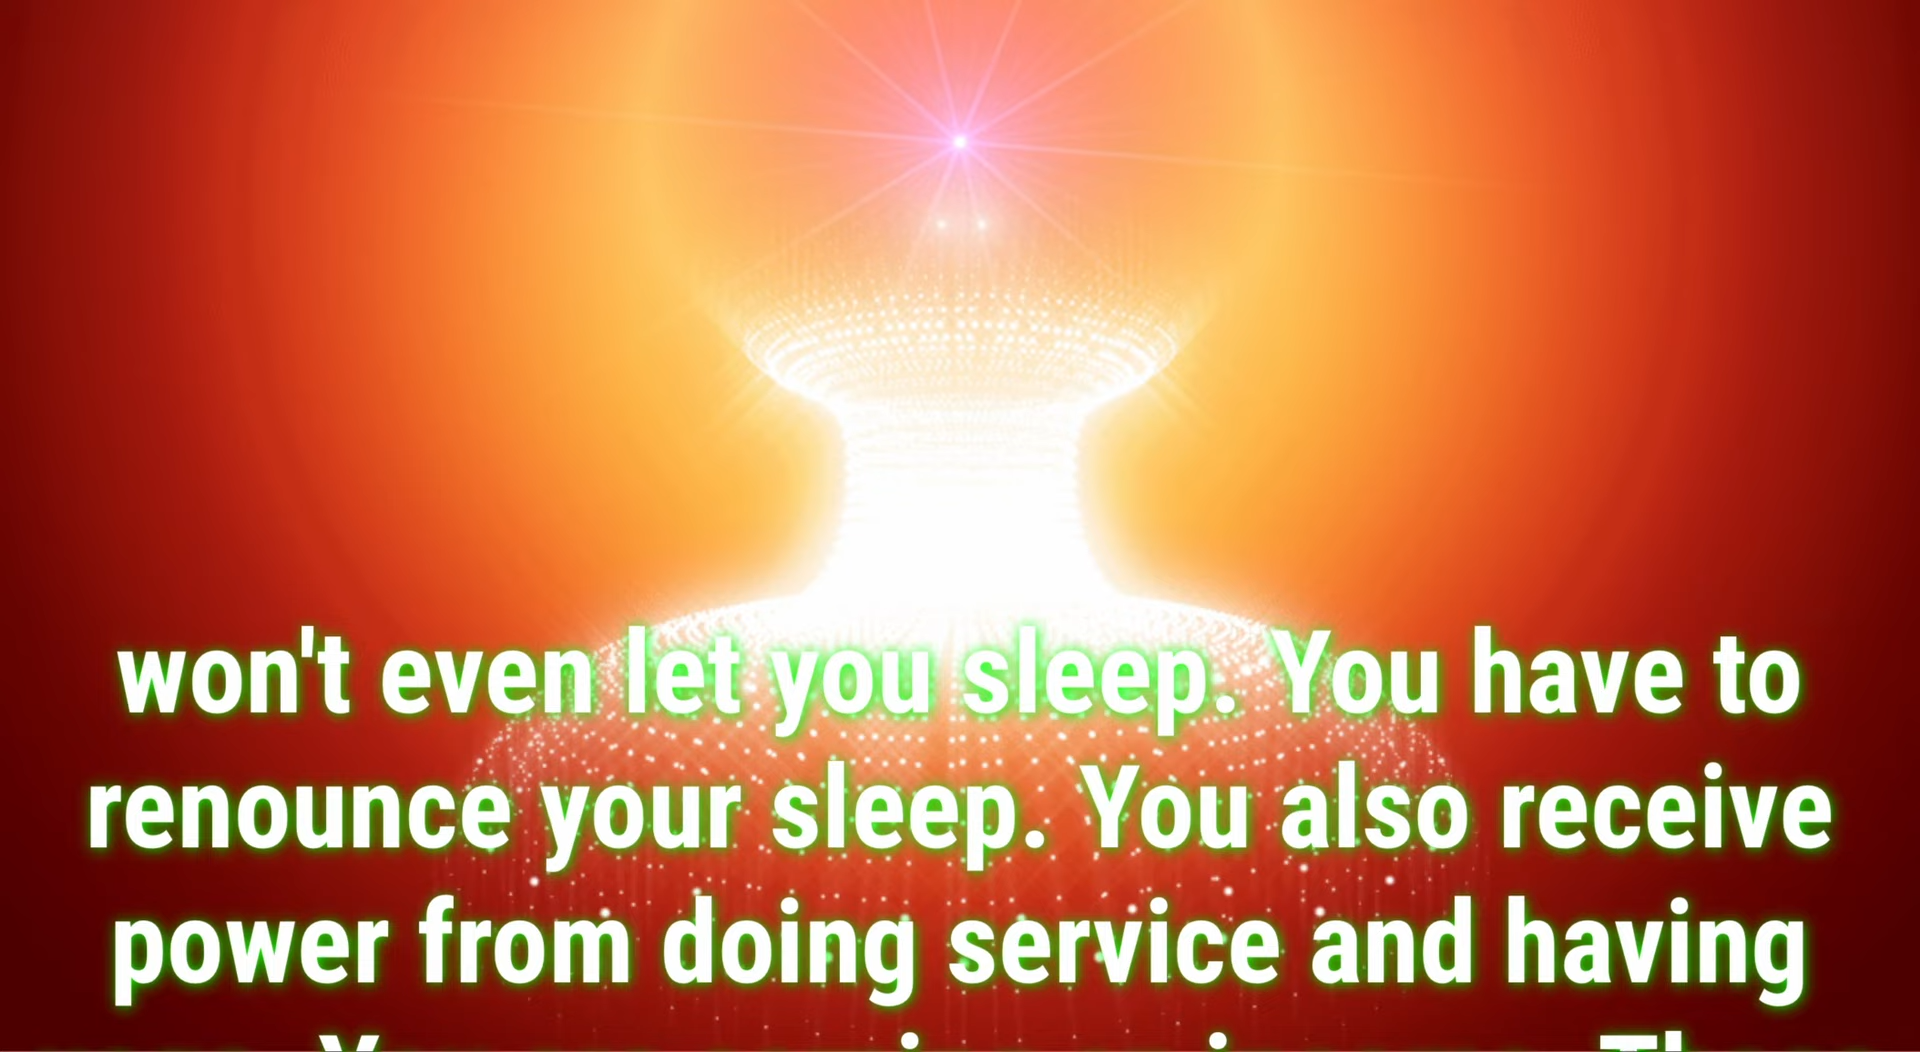 won't even let you sleep. You have to
renounce your sleep. You also receive
power from doing service and having